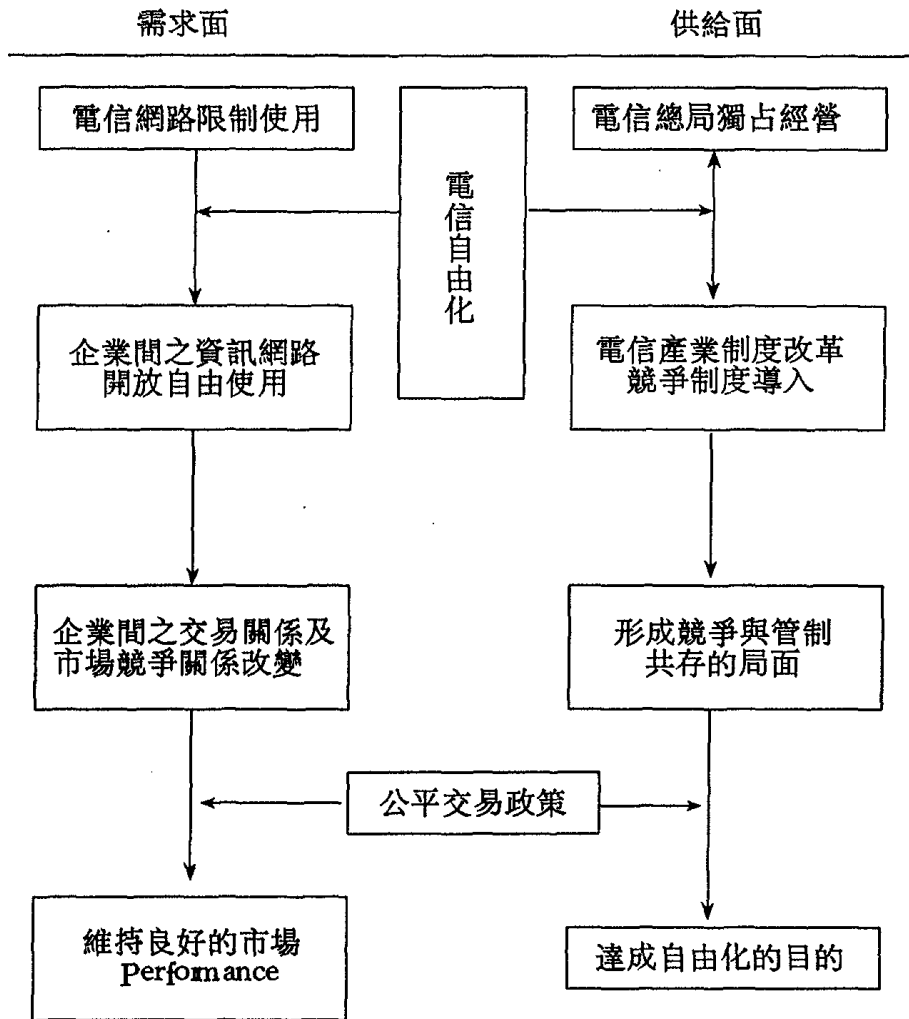 需求面
供給面
電信網路限制使用
電信自由化
電信總局獨占經營
企業間之資訊網路
開放自由使用
電信產業制度改革
競爭制度導入
企業間之交易關係及
市場競爭關係改變
形成競爭與管制
共存的局面
公平交易政策
維持良好的市場
Performance
達成自由化的目的